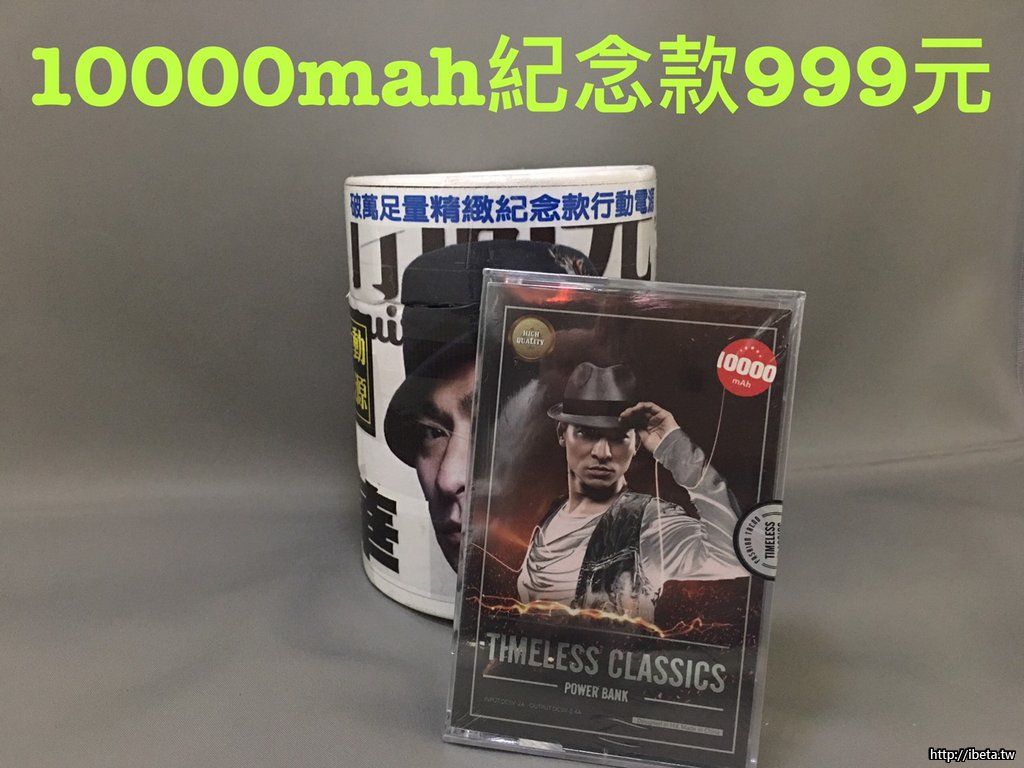 10000mah紀念款999元
破萬足量精緻紀念款行動電源
動
源
HIGH
QUALITY
10000
mAh
FASHION TREND
TIMELESS
TIMELESS CLASSICS
POWER BANK
http://ibeta.tw